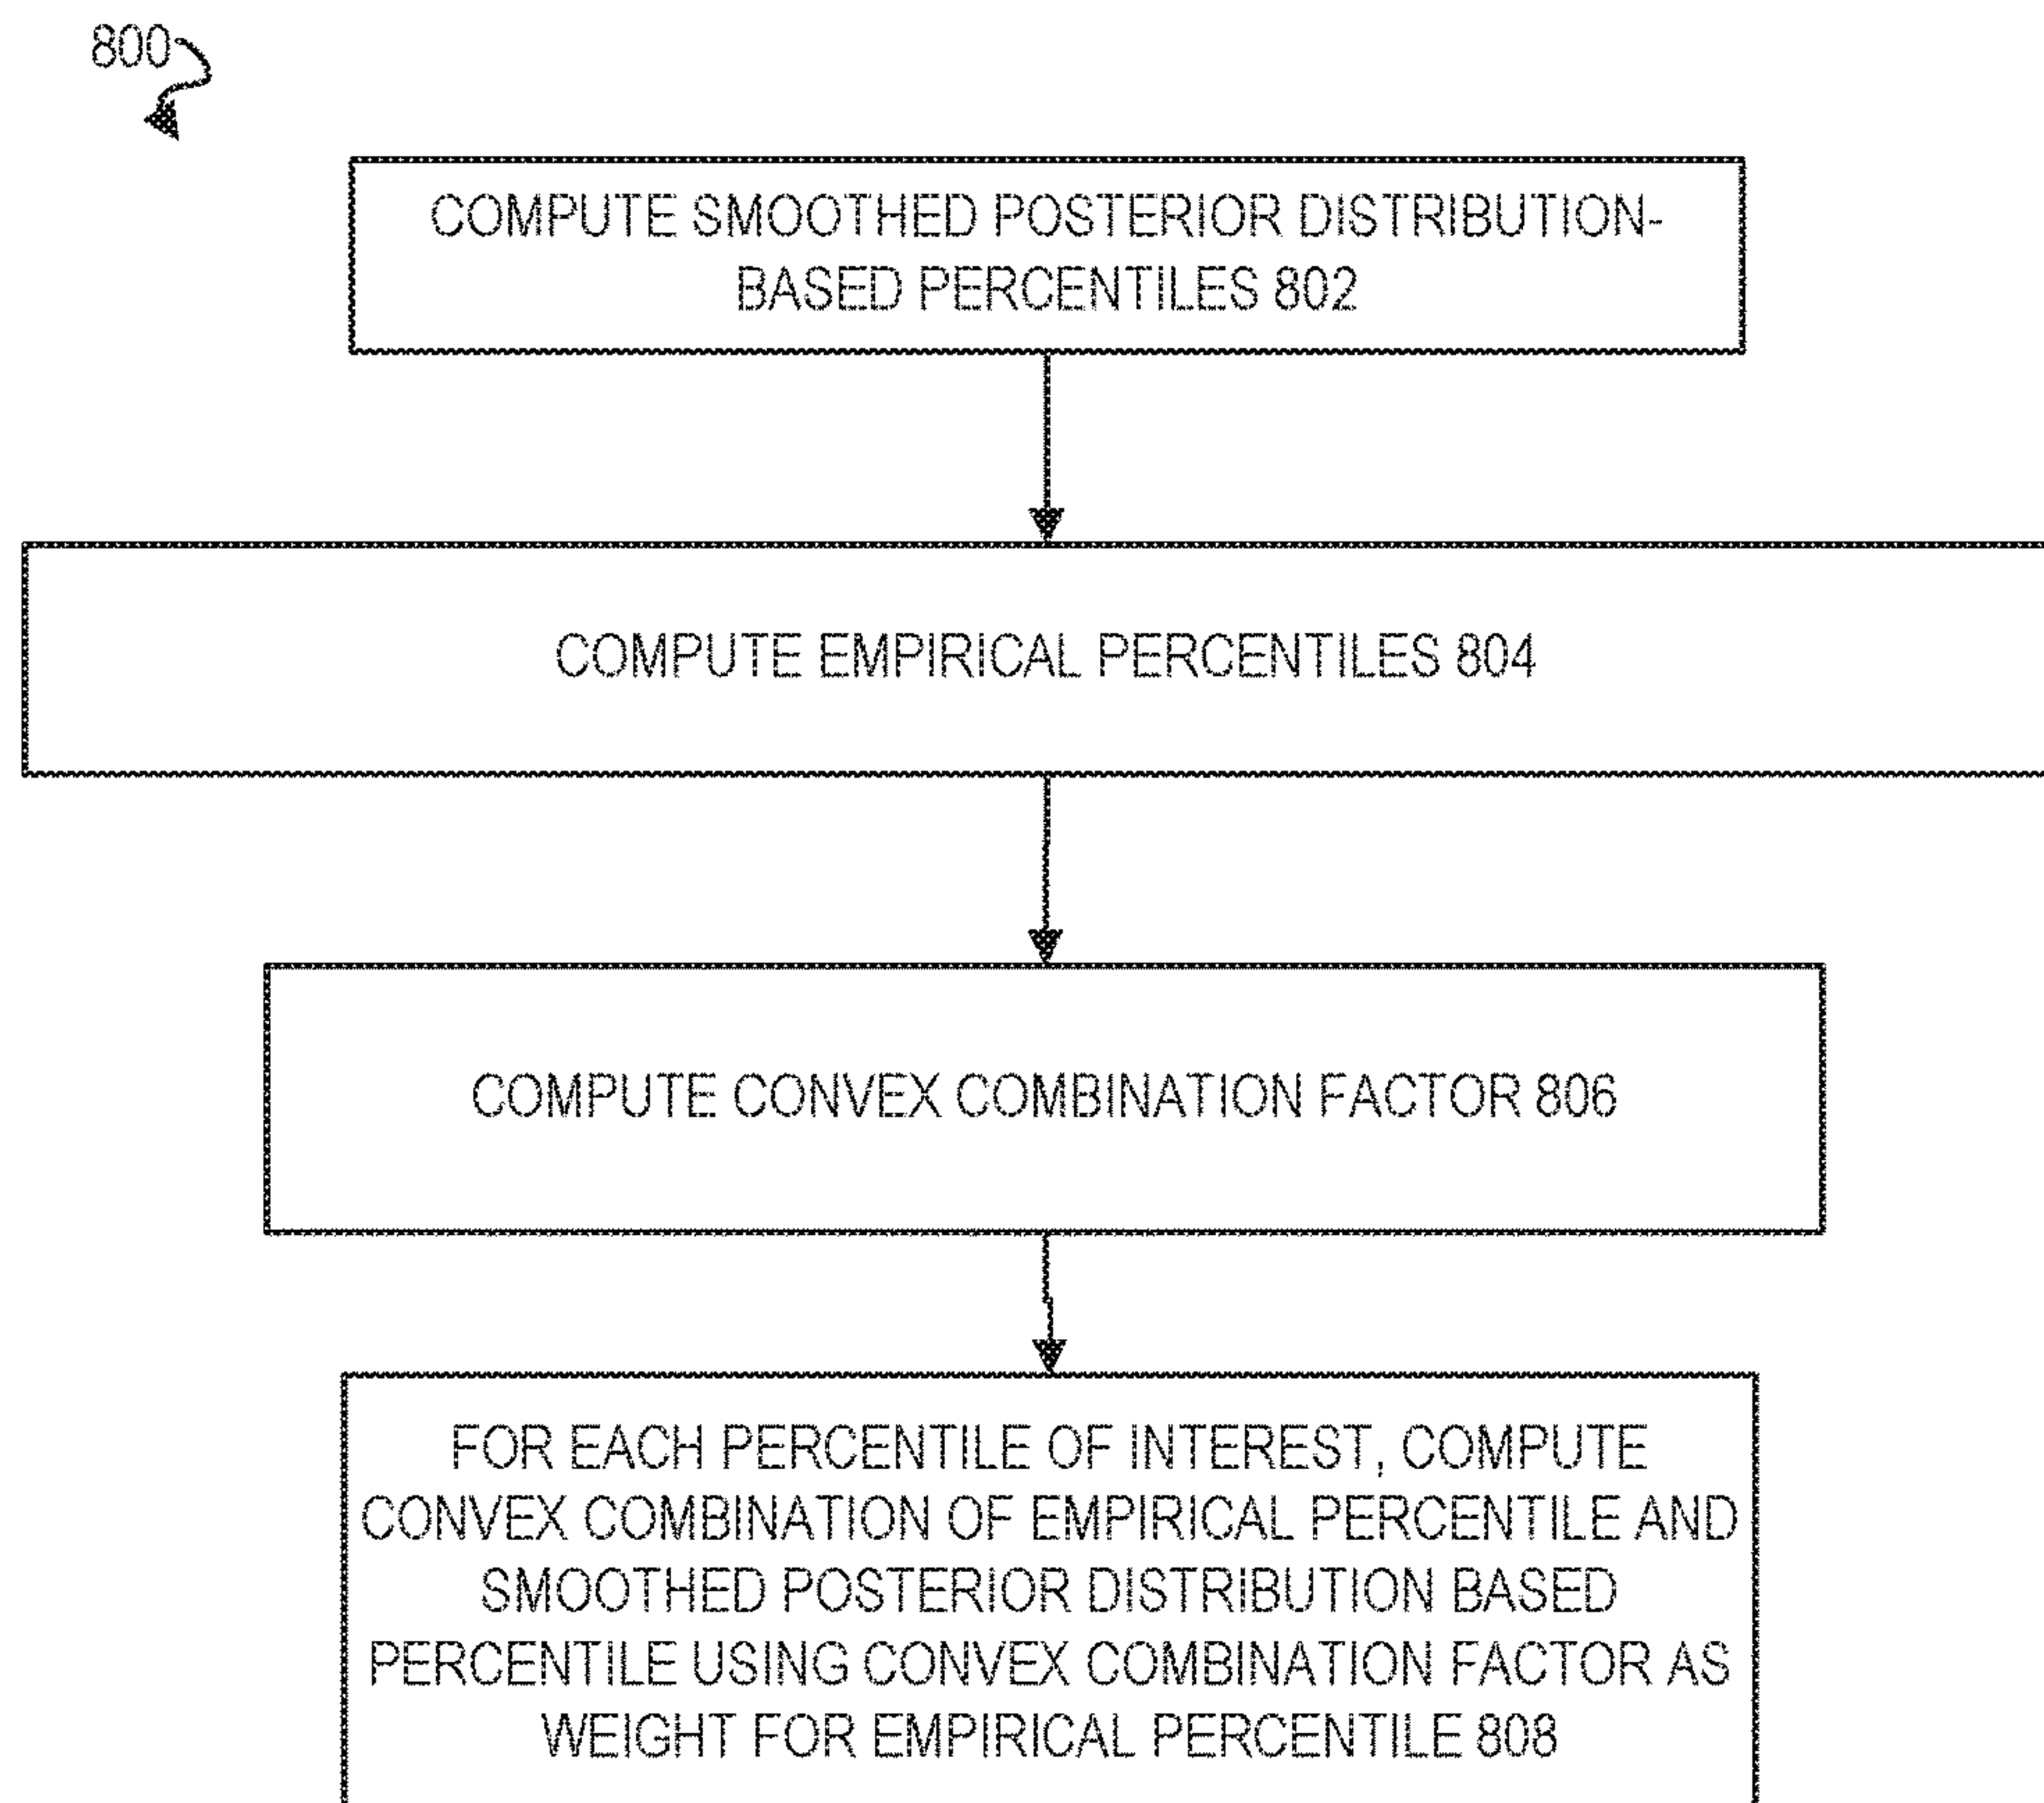 800
COMPUTE SMOOTHED POSTERIOR DISTRIBUTION-
BASED PERCENTILES 802
COMPUTE EMPIRICAL PERCENTILES 804
COMPUTE CONVEX COMBINATION FACTOR 806
FOR EACH PERCENTILE OF INTEREST, COMPUTE
CONVEX COMBINATION OF EMPIRICAL PERCENTILE AND
SMOOTHED POSTERIOR DISTRIBUTION BASED
PERCENTILE USING CONVEX COMBINATION FACTOR AS
WEIGHT FOR EMPIRICAL PERCENTILE 808